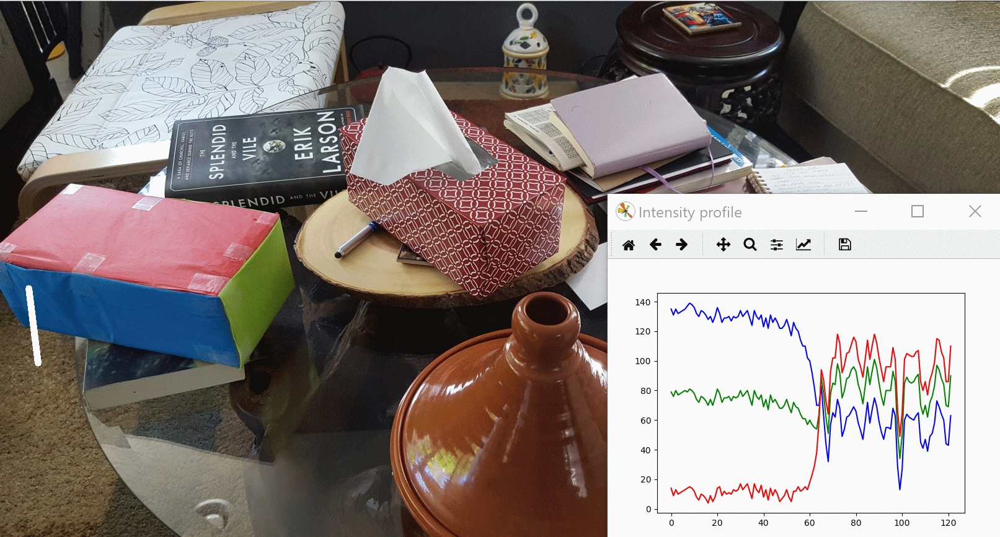 A SAGA OF CHURCHILL, FAMILY,
AND DEFIANCE DURING THE BLITZ
THE
SPLENDID
AND THE
VILE
ERIK
LARSON
SPLENDID AND THE VIL
Intensity profile
140
120
100
80
60
40
20
0
0 20 40 60 80 100 120